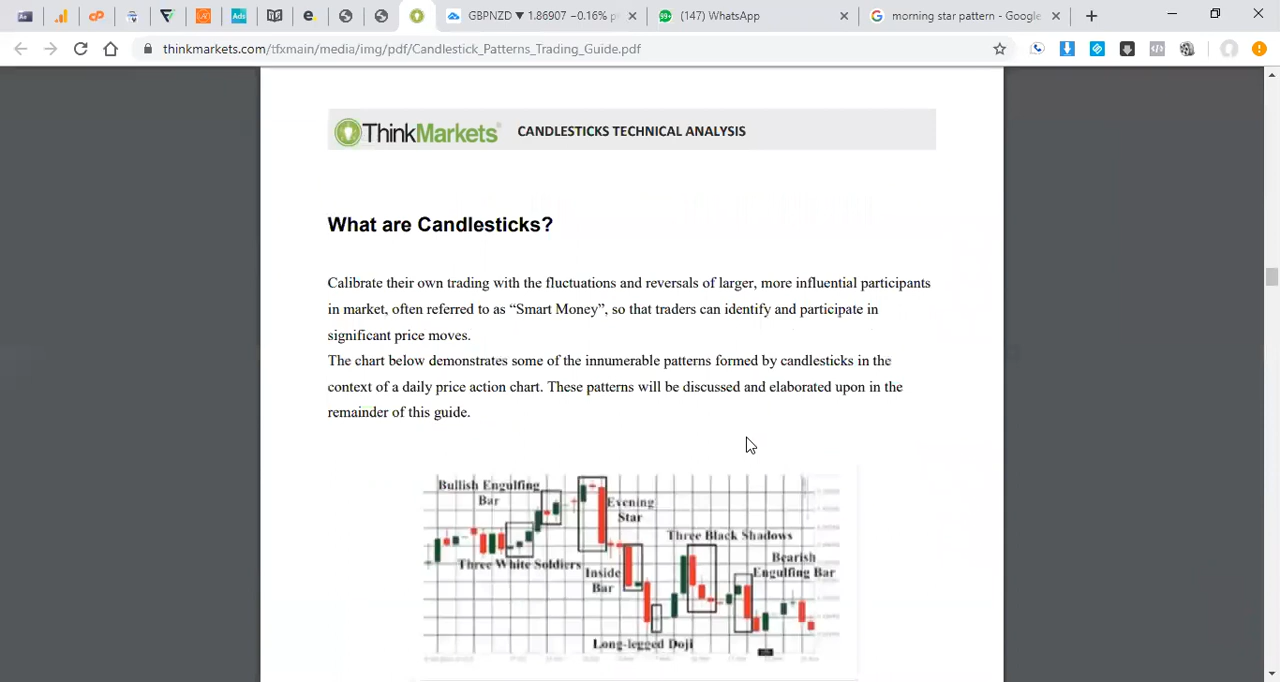 Ads
e.
GBPNZD ▼ 1.86907 −0.16%
(147) WhatsApp
morning star pattern - Google
thinkmarkets.com/tfxmain/media/img/pdf/Candlestick_Patterns_Trading_Guide.pdf
ThinkMarkets CANDLESTICKS TECHNICAL ANALYSIS
What are Candlesticks?
Calibrate their own trading with the fluctuations and reversals of larger, more influential participants
in market, often referred to as “Smart Money”, so that traders can identify and participate in
significant price moves.
The chart below demonstrates some of the innumerable patterns formed by candlesticks in the
context of a daily price action chart. These patterns will be discussed and elaborated upon in the
remainder of this guide.
Bullish Engulfing
Bar
Evening
Star
Three Black Shadows
Three White Soldiers
Inside
Bar
Bearish
Engulfing Bar
Long-legged Doji